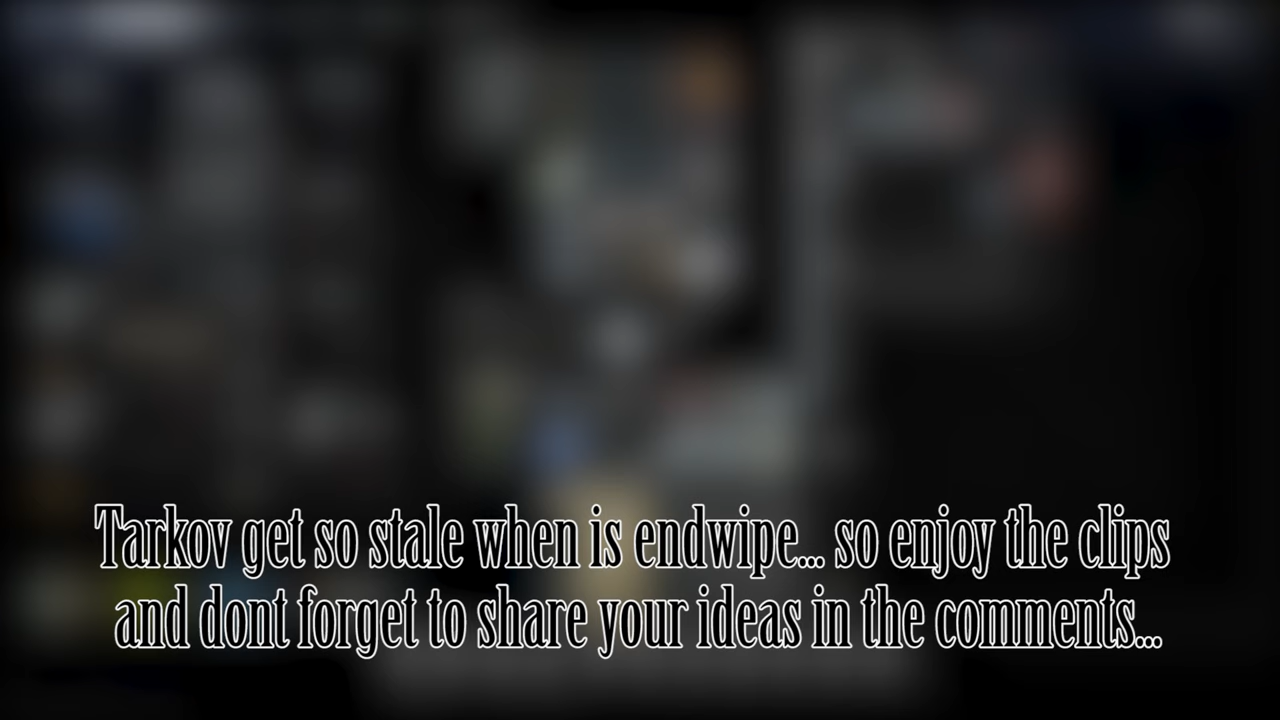 Tarkov get so stale when is endwipe... so enjoy the clips
and dont forget to share your ideas in the comments...